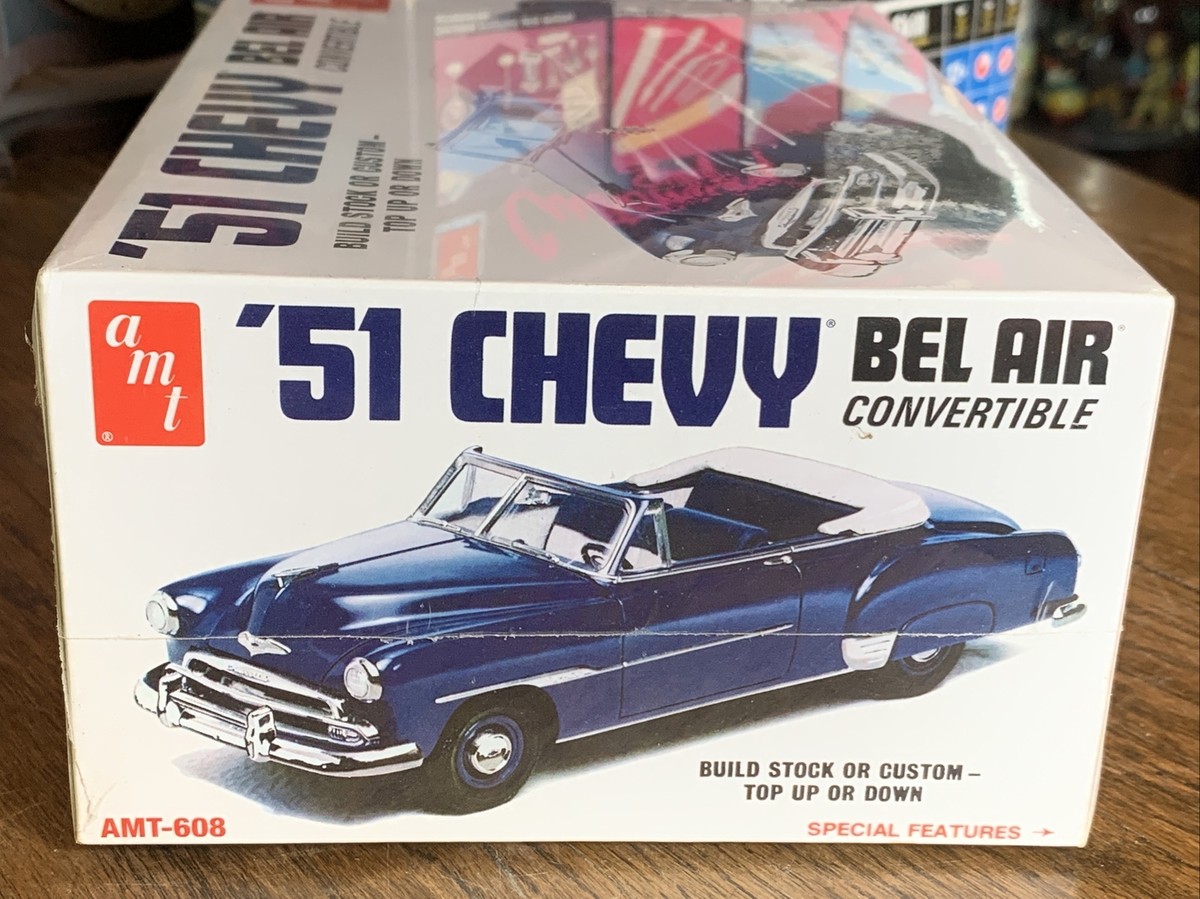 '51 CHEVY BEL AIR
CONVERTIBLE
BUILD STOCK OR CUSTOM-
TOP UP OR DOWN
amt
®
'51 CHEVY® BEL AIR®
CONVERTIBLE
BUILD STOCK OR CUSTOM–
TOP UP OR DOWN
AMT-608
SPECIAL FEATURES →